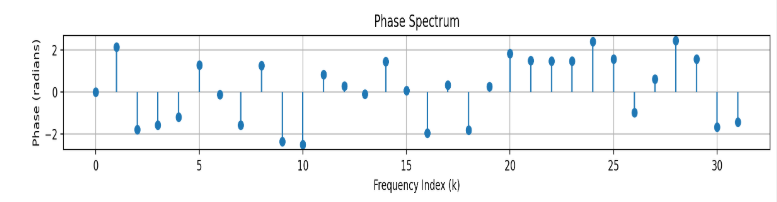 Phase Spectrum
Phase (radians)
2
0
−2
0 5 10 15 20 25 30
Frequency Index (k)